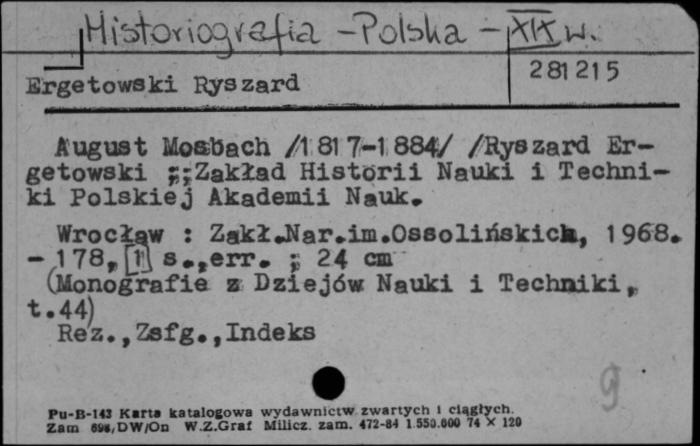 Historiografia - Polska - XIX w.
281215
Ergetowski Ryszard
August Mosbach /1817-1884/ /Ryszard Er-
getowski ;;Zakład Historii Nauki i Techni-
ki Polskiej Akademii Nauk.
Wrocław : Zakł.Nar.im.Ossolińskich, 1968.
- 178, [1] s.,err. ; 24 cm
(Monografie z Dziejów Nauki i Techniki,
t.44)
Rez.,Zsfg.,Indeks
9
Pu-B-143 Karta katalogowa wydawnictw zwartych i ciągłych.
Zam 698/DW/On W.Z.Graf Milicz. zam. 472-84 1.550.000 74 × 120